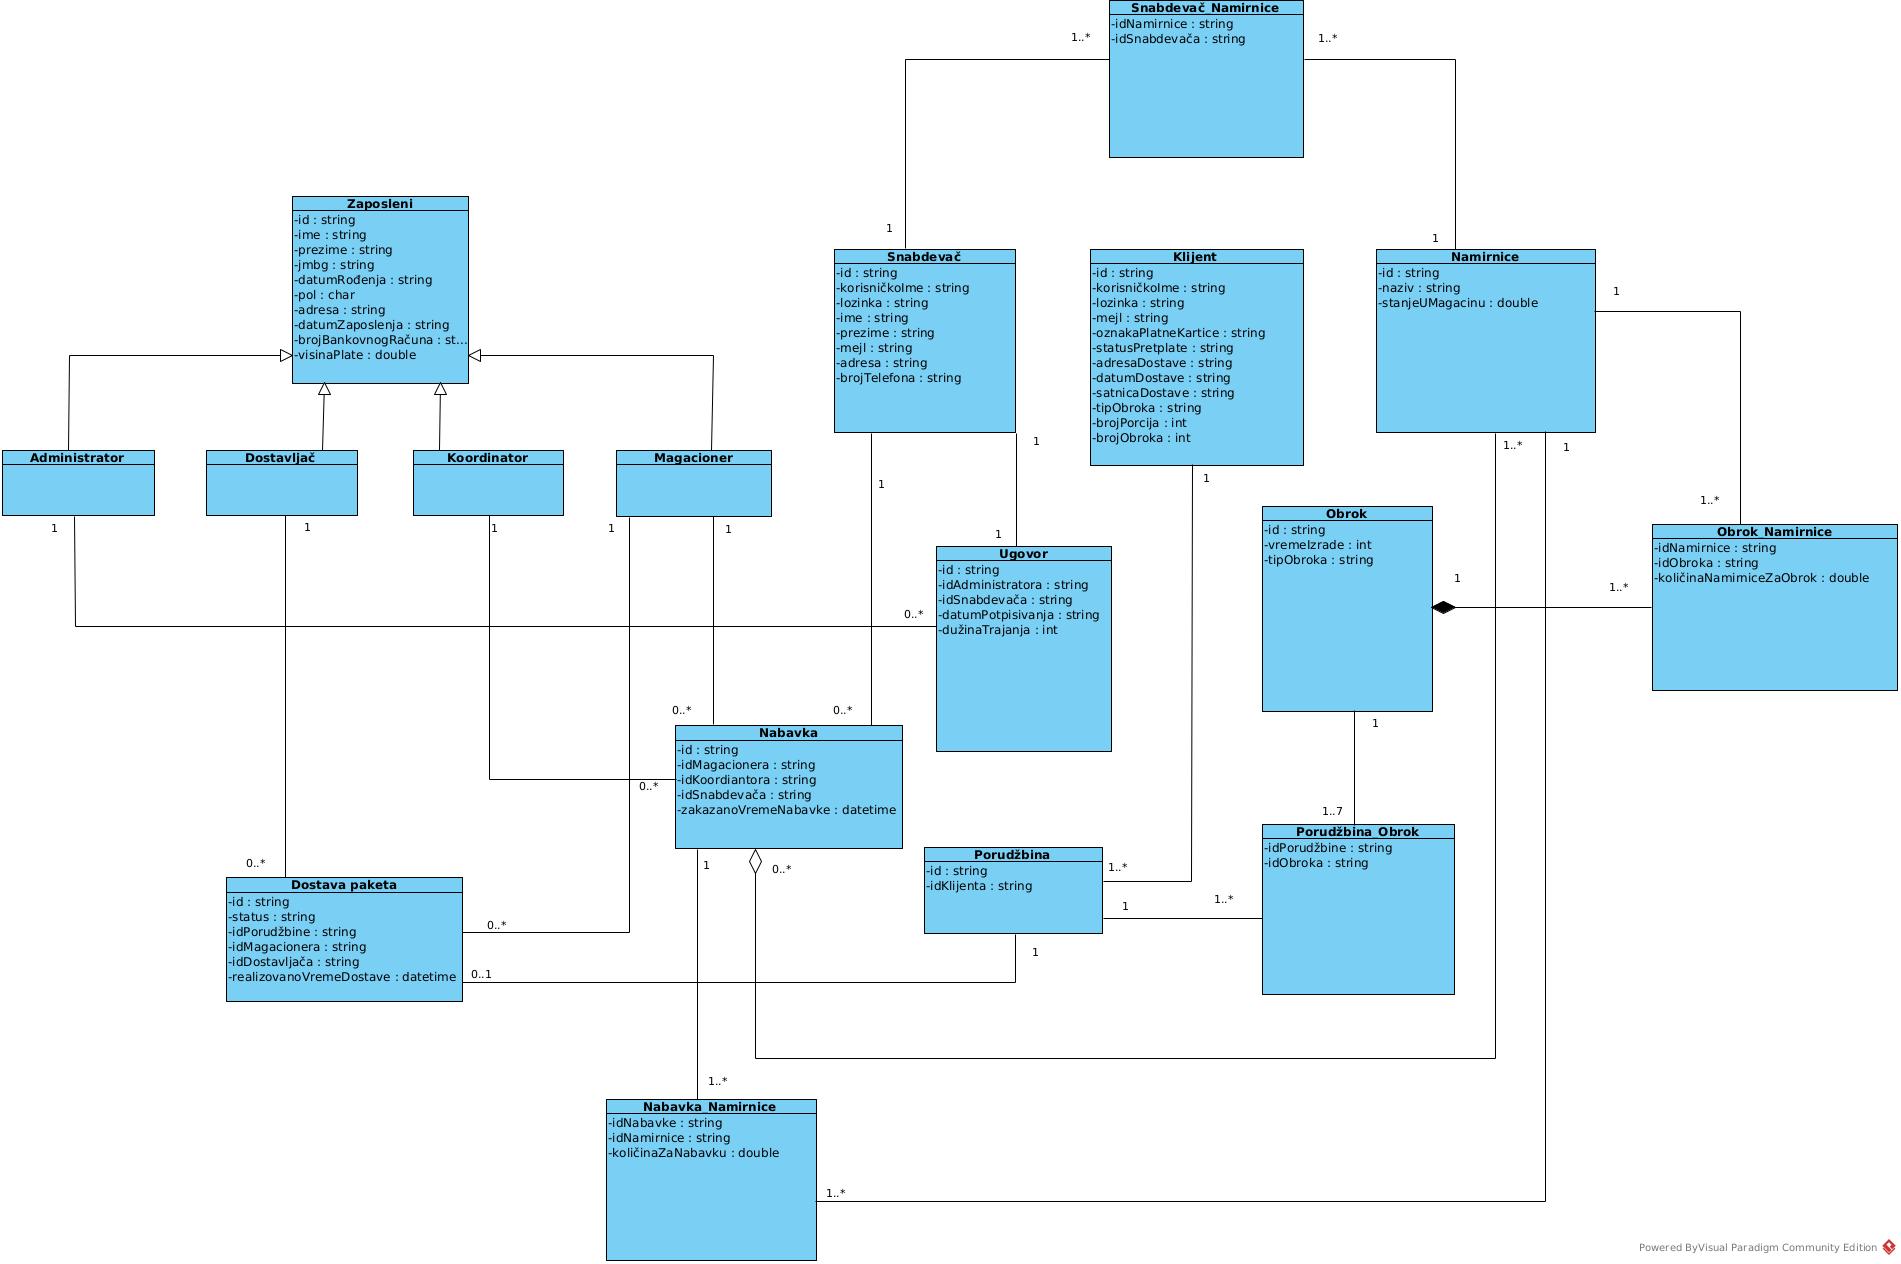 Snabdevač_Namirnice
-idNamirnice : string
-idSnabdevača : string
1..*
1..*
1
1
Zaposleni
-id : string
-ime : string
-prezime : string
-jmbg : string
-datumRođenja : string
-pol : char
-adresa : string
-datumZaposlenja : string
-brojBankovnogRačuna : st...
-visinaPlate : double
Snabdevač
-id : string
-korisničkoIme : string
-lozinka : string
-ime : string
-prezime : string
-mejl : string
-adresa : string
-brojTelefona : string
Klijent
-id : string
-korisničkoIme : string
-lozinka : string
-mejl : string
-oznakaPlatneKartice : string
-statusPretplate : string
-adresaDostave : string
-datumDostave : string
-satnicaDostave : string
-tipObroka : string
-brojPorcija : int
-brojObroka : int
Namirnice
-id : string
-naziv : string
-stanjeUMagacinu : double
1
1..*
1
1..*
1
1
1
1
Administrator
Dostavljač
Koordinator
Magacioner
1
1
1
1
1
Ugovor
-id : string
-idAdministratora : string
-idSnabdevača : string
-datumPotpisivanja : string
-dužinaTrajanja : int
0..*
Obrok
-id : string
-vremeIzrade : int
-tipObroka : string
1
1..*
Obrok_Namirnice
-idNamirnice : string
-idObroka : string
-količinaNamirniceZaObrok : double
0..*
0..*
0..*
Nabavka
-id : string
-idMagacionera : string
-idKoordiantora : string
-idSnabdevača : string
-zakazanoVremeNabavke : datetime
1
0..*
1
1..7
Porudžbina_Obrok
-idPorudžbine : string
-idObroka : string
Porudžbina
-id : string
-idKlijenta : string
1..*
1
1..*
1
0..*
Dostava paketa
-id : string
-status : string
-idPorudžbine : string
-idMagacionera : string
-idDostavljača : string
-realizovanoVremeDostave : datetime
0..*
0..1
1..*
Nabavka_Namirnice
-idNabavke : string
-idNamirnice : string
-količinaZaNabavku : double
1..*
Powered ByVisual Paradigm Community Edition